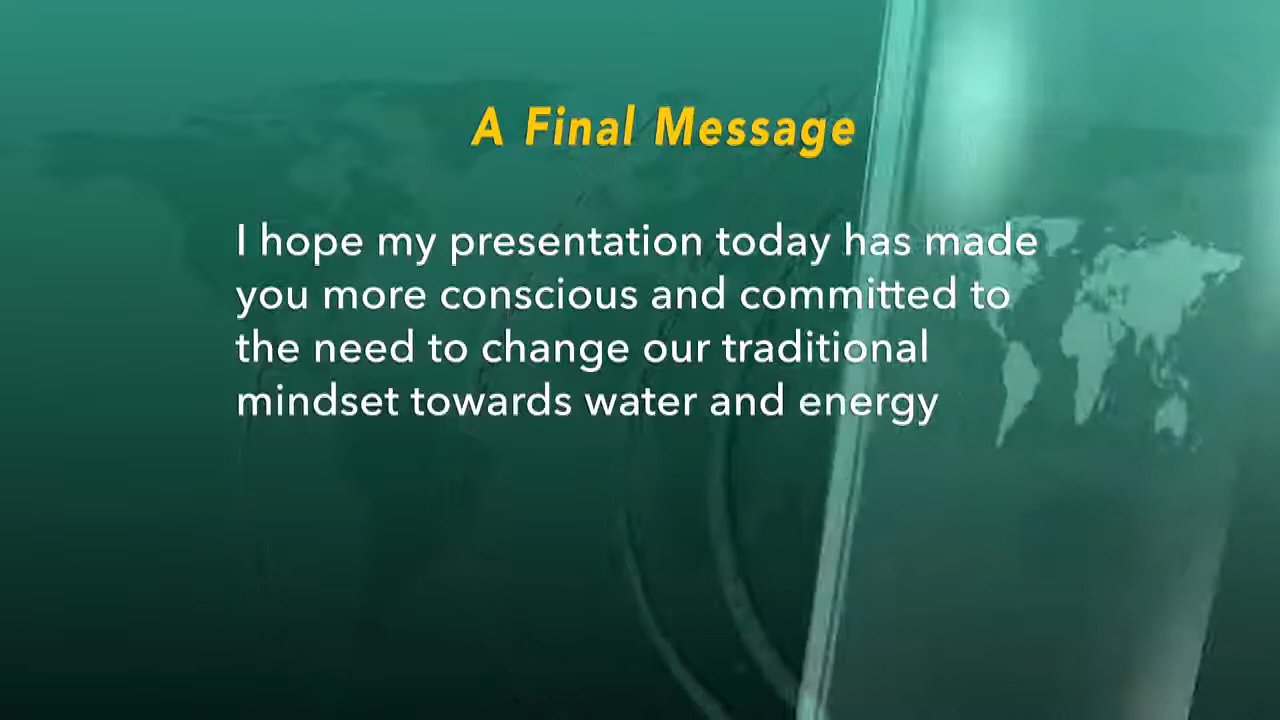 A Final Message
I hope my presentation today has made
you more conscious and committed to
the need to change our traditional
mindset towards water and energy